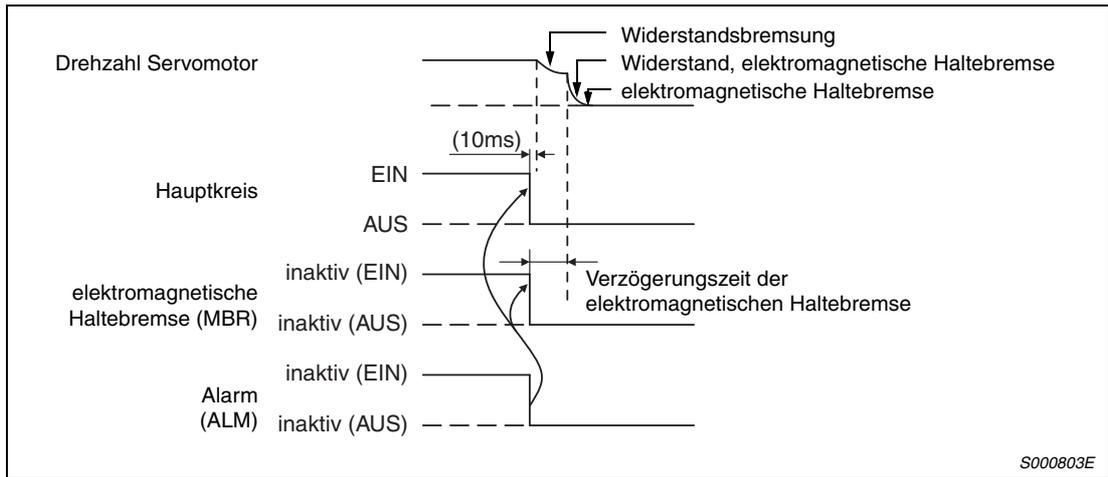 Widerstandsbremsung
Drehzahl Servomotor
Widerstand, elektromagnetische Haltebremse
elektromagnetische Haltebremse
(10ms)
EIN
Hauptkreis
AUS
inaktiv (EIN)
Verzögerungszeit der
elektromagnetischen Haltebremse
elektromagnetische
Haltebremse (MBR)
inaktiv (AUS)
inaktiv (EIN)
Alarm
(ALM)
inaktiv (AUS)
S000803E